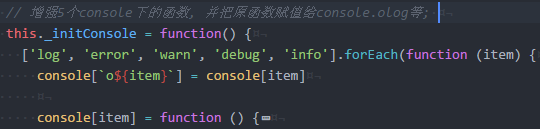 // 增强5个console下的函数, 并把原函数赋值给console.olog等;
this._initConsole = function() {
['log', 'error', 'warn', 'debug', 'info'].forEach(function (item) {
console[`o${item}`] = console[item]
console[item] = function () {